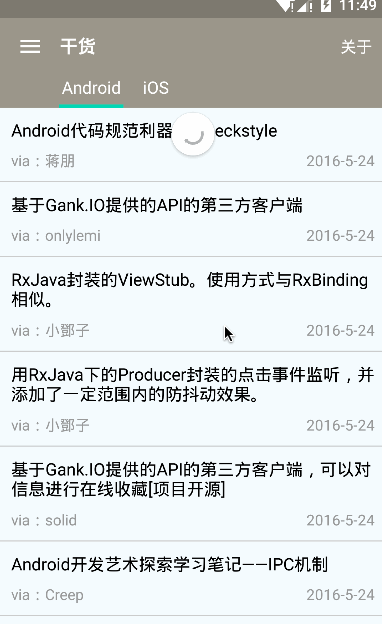 11:49
干货
关于
Android
iOS
Android代码规范利器 eckstyle
via：蒋朋
2016-5-24
基于Gank.IO提供的API的第三方客户端
via：onlylemi
2016-5-24
RxJava封装的ViewStub。使用方式与RxBinding
相似。
via：小鄧子
2016-5-24
用RxJava下的Producer封装的点击事件监听，并
添加了一定范围内的防抖动效果。
via：小鄧子
2016-5-24
基于Gank.IO提供的API的第三方客户端，可以对
信息进行在线收藏[项目开源]
via：solid
2016-5-24
Android开发艺术探索学习笔记——IPC机制
via：Creep
2016-5-24